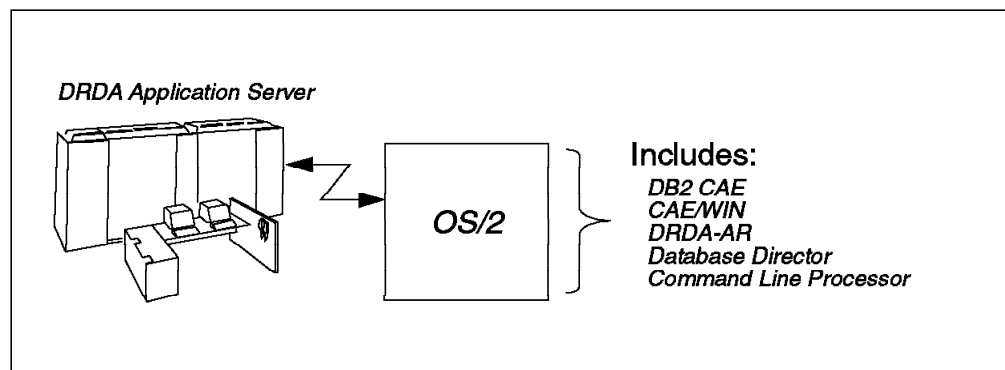 DRDA Application Server
OS/2
Includes:
DB2 CAE
CAE/WIN
DRDA-AR
Database Director
Command Line Processor